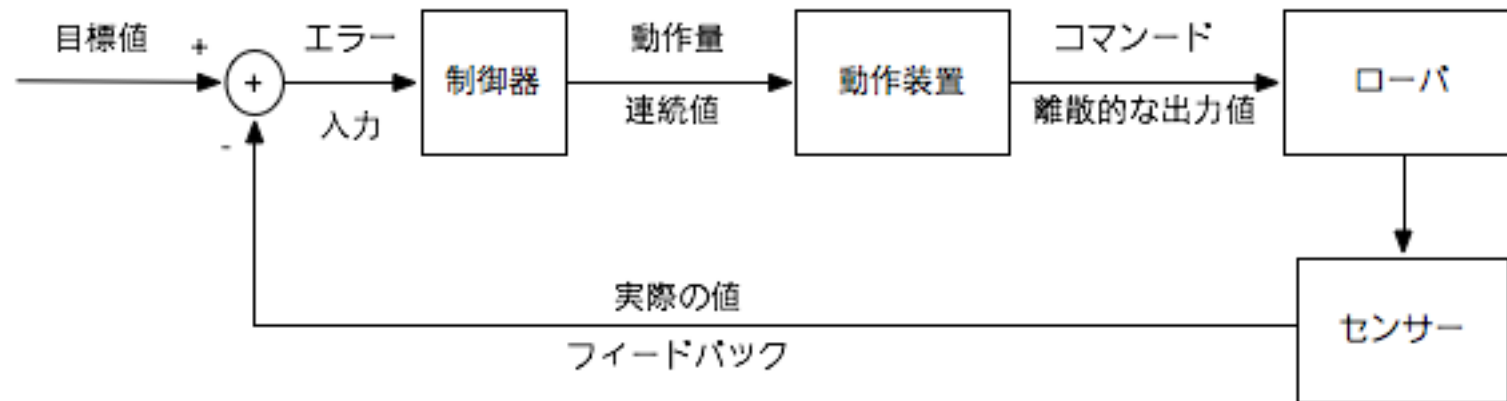 目標値
+
エラー
+
入力
-
制御器
動作量
連続値
動作装置
コマンード
離散的な出力値
ローバ
センサー
実際の値
フィードバック